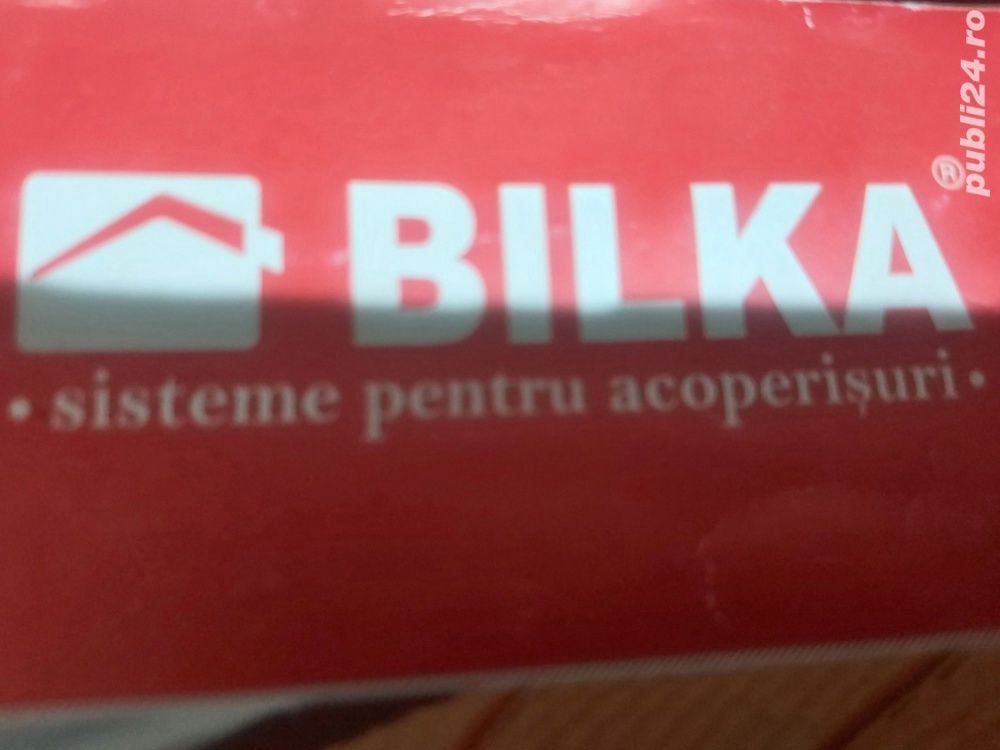 BILKA®
• sisteme pentru acoperișuri •
publi24.ro